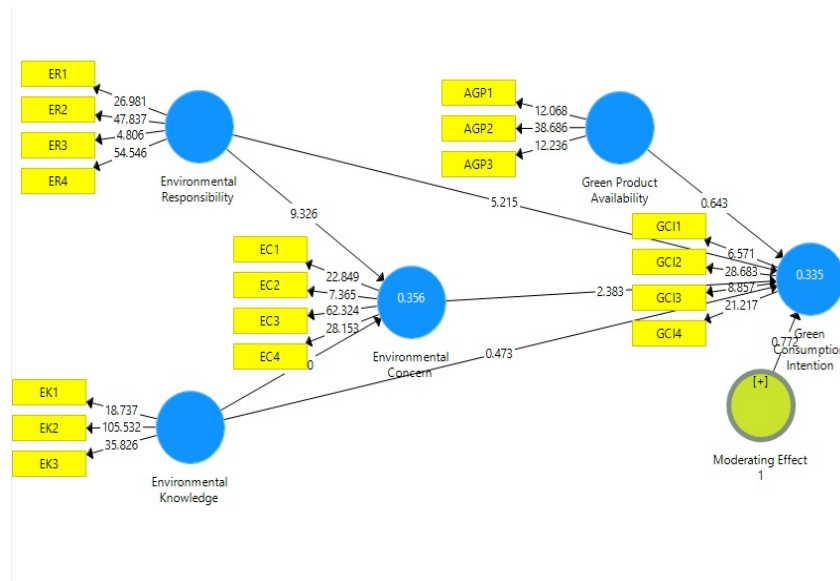 ER1
ER2
ER3
ER4
26.981
47.837
4.806
54.546
Environmental
Responsibility
AGP1
AGP2
AGP3
12.068
38.686
12.236
Green Product
Availability
9.326
5.215
0.643
EC1
EC2
EC3
EC4
22.849
7.365
62.324
28.153
0.356
Environmental
Concern
2.383
GCI1
GCI2
GCI3
GCI4
6.571
28.683
8.857
21.217
0.335
Green
Consumption
Intention
0.473
0.772
[+]
Moderating Effect
1
EK1
EK2
EK3
18.737
105.532
35.826
Environmental
Knowledge